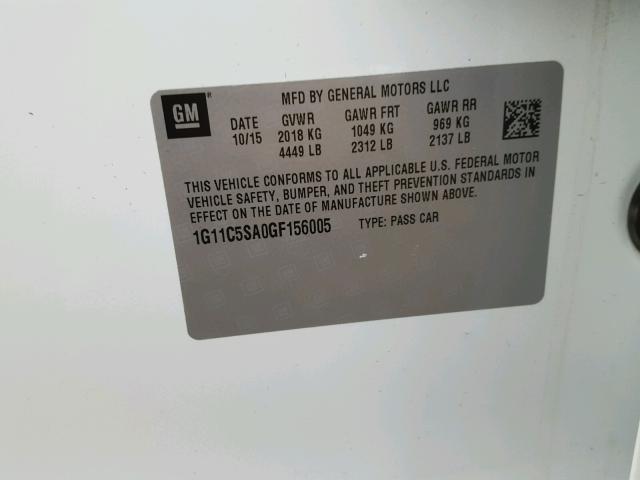 GM®
MFD BY GENERAL MOTORS LLC
DATE GVWR GAWR FRT GAWR RR
10/15 2018 KG 1049 KG 969 KG
4449 LB 2312 LB 2137 LB
THIS VEHICLE CONFORMS TO ALL APPLICABLE U.S. FEDERAL MOTOR
VEHICLE SAFETY, BUMPER, AND THEFT PREVENTION STANDARDS IN
EFFECT ON THE DATE OF MANUFACTURE SHOWN ABOVE.
1G11C5SA0GF156005 TYPE: PASS CAR